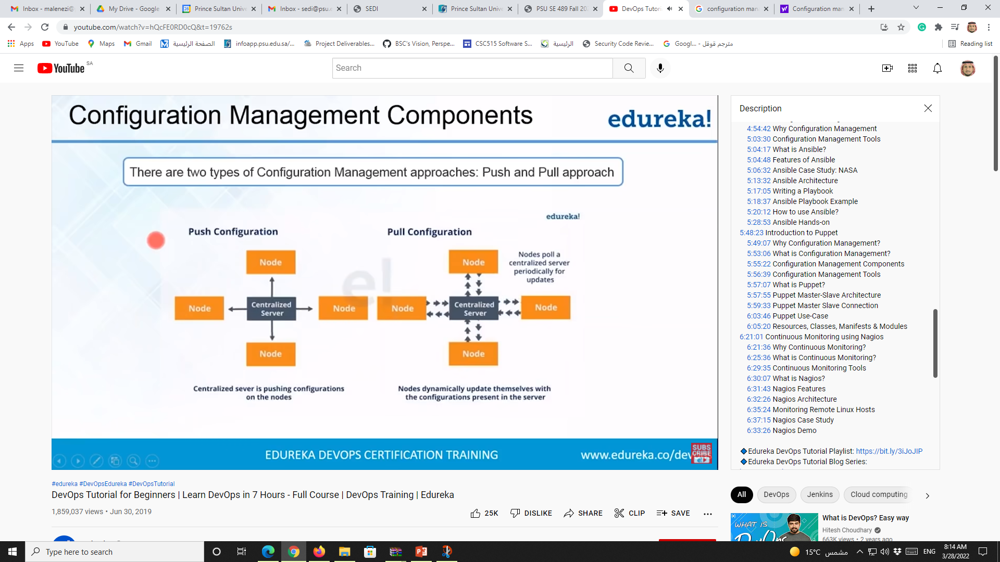 Inbox - malenezi@
My Drive - Google
Prince Sultan Unive
Inbox - sedi@psu.e
SEDI
Prince Sultan Unive
PSU SE 489 Fall 20
DevOps Tutori
configuration man
Configuration man
youtube.com/watch?v=hQcFE0RD0cQ&t=19762s
Apps
YouTube
Maps
Gmail
الصفحة الرئيسية
infoapp.psu.edu.sa/...
Project Deliverables...
BSC's Vision, Perspe...
CSC515 Software S...
الرئيسية
Security Code Revie...
مترجم قوقل - Googl...
Reading list
YouTube SA
Search
Configuration Management Components
edureka!
There are two types of Configuration Management approaches: Push and Pull approach
edureka!
Push Configuration
Node
Node
Centralized
Server
Node
Node
Centralized sever is pushing configurations
on the nodes
Pull Configuration
Node
Nodes poll a
centralized server
periodically for
updates
Node
Centralized
Server
Node
Node
Nodes dynamically update themselves with
the configurations present in the server
e!
EDUREKA DEVOPS CERTIFICATION TRAINING
www.edureka.co/dev
SUBS
CRIBE
e!
Description
4:54:42 Why Configuration Management
5:03:30 Configuration Management Tools
5:04:17 What is Ansible?
5:04:48 Features of Ansible
5:06:32 Ansible Case Study: NASA
5:13:32 Ansible Architecture
5:17:05 Writing a Playbook
5:18:37 Ansible Playbook Example
5:20:12 How to use Ansible?
5:28:53 Ansible Hands-on
5:48:23 Introduction to Puppet
5:49:07 Why Configuration Management?
5:53:06 What is Configuration Management?
5:55:22 Configuration Management Components
5:56:39 Configuration Management Tools
5:57:07 What is Puppet?
5:57:55 Puppet Master-Slave Architecture
5:59:33 Puppet Master Slave Connection
6:03:46 Puppet Use-Case
6:05:20 Resources, Classes, Manifests & Modules
6:21:01 Continuous Monitoring using Nagios
6:21:36 Why Continuous Monitoring?
6:25:36 What is Continuous Monitoring?
6:29:35 Continuous Monitoring Tools
6:30:07 What is Nagios?
6:31:43 Nagios Features
6:32:26 Nagios Architecture
6:35:24 Monitoring Remote Linux Hosts
6:37:15 Nagios Case Study
6:33:26 Nagios Demo
🔷Edureka DevOps Tutorial Playlist: https://bit.ly/3iJoJIP
🔷Edureka DevOps Tutorial Blog Series:
#edureka #DevOpsEdureka #DevOpsTutorial
DevOps Tutorial for Beginners | Learn DevOps in 7 Hours - Full Course | DevOps Training | Edureka
1,859,037 views • Jun 30, 2019
25K
DISLIKE
SHARE
CLIP
SAVE
All
DevOps
Jenkins
Cloud computing
WHAT IS
DevOps
What is DevOps? Easy way
Hitesh Choudhary
663K views • 2 years ago
Type here to search
15°C مشمس
ENG
8:14 AM
3/28/2022